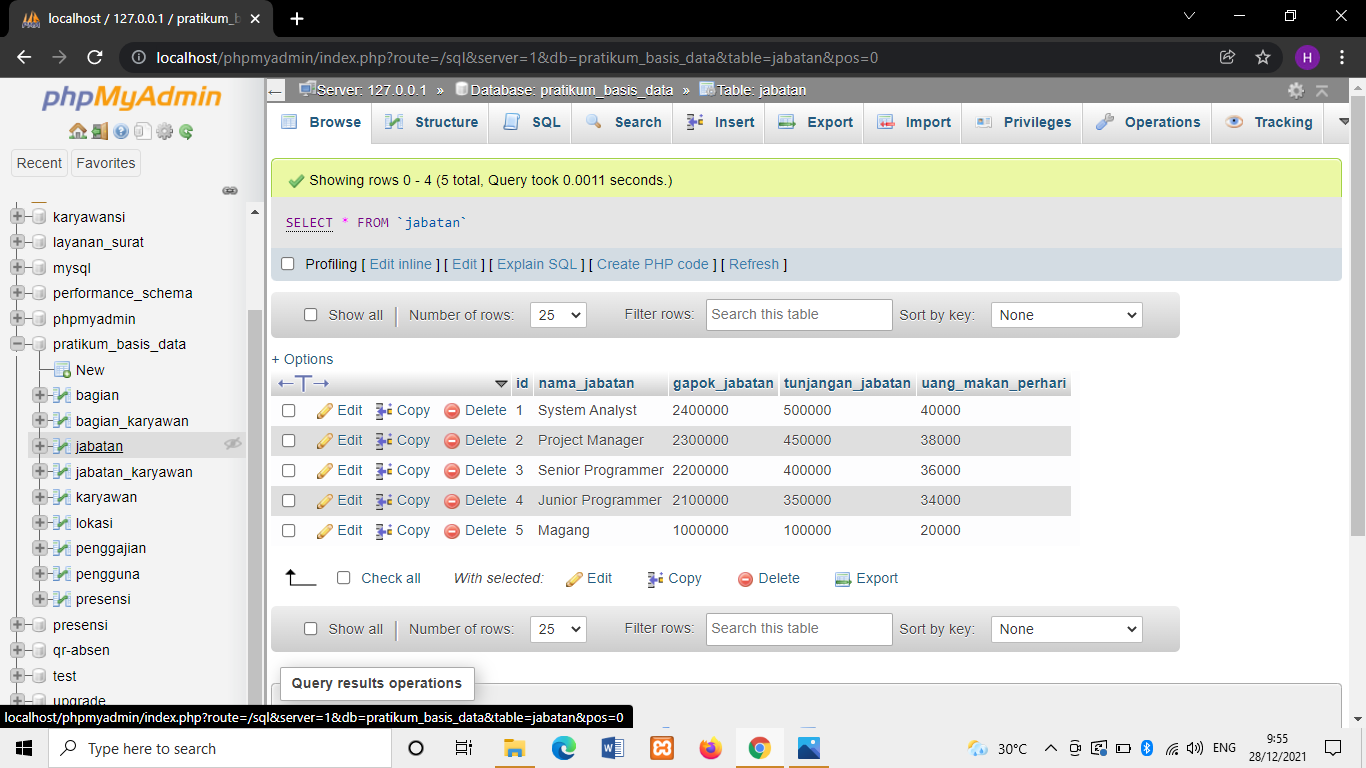 localhost / 127.0.0.1 / pratikum_b
localhost/phpmyadmin/index.php?route=/sql&server=1&db=pratikum_basis_data&table=jabatan&pos=0
H
phpMyAdmin
Recent Favorites
karyawansi
layanan_surat
mysql
performance_schema
phpmyadmin
pratikum_basis_data
New
bagian
bagian_karyawan
jabatan
jabatan_karyawan
karyawan
lokasi
penggajian
pengguna
presensi
presensi
qr-absen
test
upgrade
Server: 127.0.0.1 » Database: pratikum_basis_data » Table: jabatan
Browse Structure SQL Search Insert Export Import Privileges Operations Tracking
Showing rows 0 - 4 (5 total, Query took 0.0011 seconds.)
SELECT * FROM `jabatan`
Profiling [ Edit inline ] [ Edit ] [ Explain SQL ] [ Create PHP code ] [ Refresh ]
Show all | Number of rows: 25 Filter rows: Search this table Sort by key: None
+ Options
←T→ id nama_jabatan gapok_jabatan tunjangan_jabatan uang_makan_perhari
Edit Copy Delete 1 System Analyst 2400000 500000 40000
Edit Copy Delete 2 Project Manager 2300000 450000 38000
Edit Copy Delete 3 Senior Programmer 2200000 400000 36000
Edit Copy Delete 4 Junior Programmer 2100000 350000 34000
Edit Copy Delete 5 Magang 1000000 100000 20000
Check all With selected: Edit Copy Delete Export
Show all | Number of rows: 25 Filter rows: Search this table Sort by key: None
Query results operations
localhost/phpmyadmin/index.php?route=/sql&server=1&db=pratikum_basis_data&table=jabatan&pos=0
Type here to search
30°C
ENG
9:55
28/12/2021